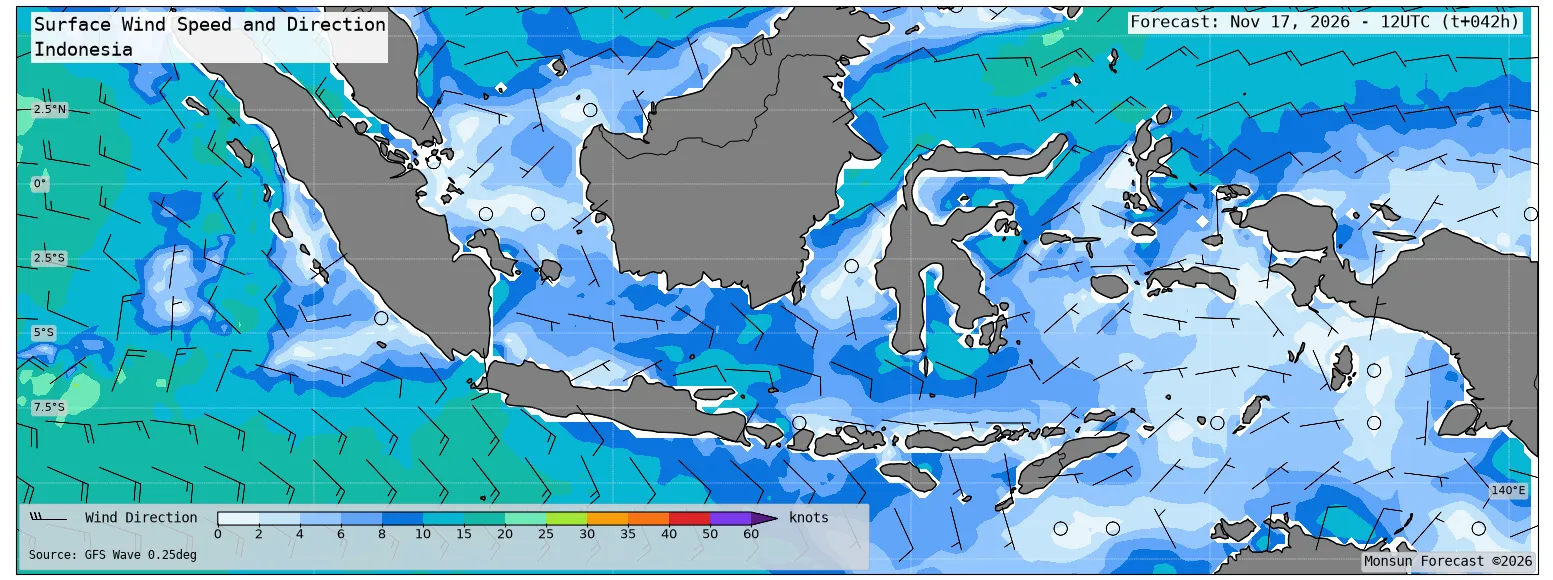 Surface Wind Speed and Direction
Indonesia
Forecast: Nov 17, 2026 - 12UTC (t+042h)
2.5°N
0°
2.5°S
5°S
7.5°S
140°E
Wind Direction
0 2 4 6 8 10 15 20 25 30 35 40 50 60 knots
Source: GFS Wave 0.25deg
Monsun Forecast ©2026